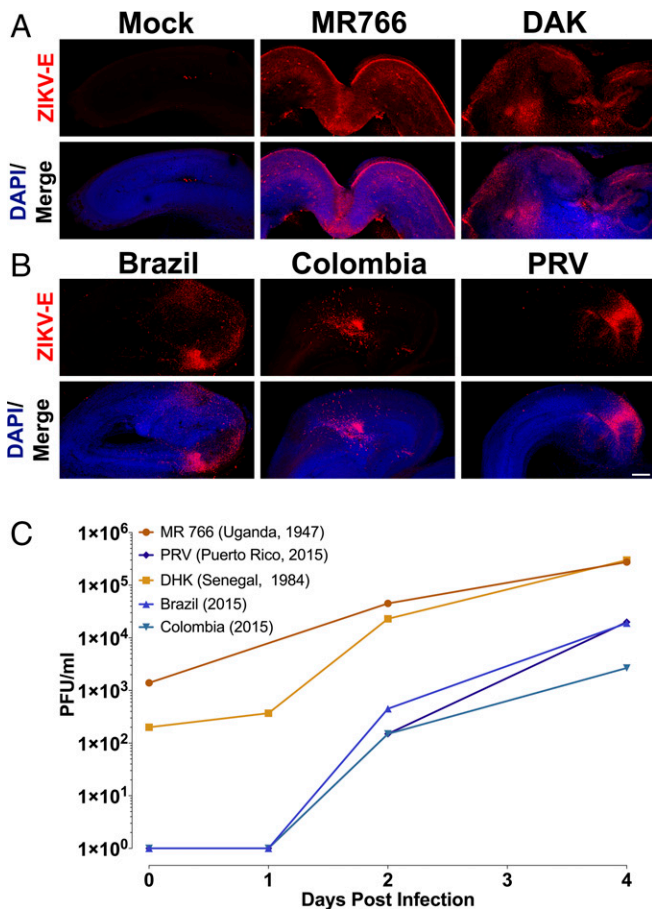 A
Mock MR766 DAK
ZIKV-E
DAPI/
Merge
B
Brazil Colombia PRV
ZIKV-E
DAPI/
Merge
C
1×10⁶
1×10⁵
1×10⁴
1×10³
1×10²
1×10¹
1×10⁰
PFU/ml
MR 766 (Uganda, 1947)
PRV (Puerto Rico, 2015)
DHK (Senegal, 1984)
Brazil (2015)
Colombia (2015)
0 1 2 3 4
Days Post Infection